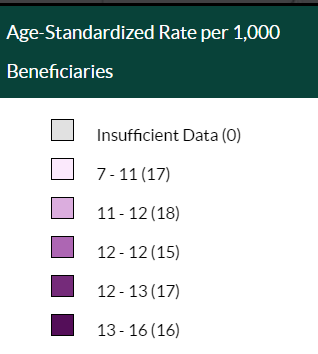 Age-Standardized Rate per 1,000
Beneficiaries
Insufficient Data (0)
7 - 11 (17)
11 - 12 (18)
12 - 12 (15)
12 - 13 (17)
13 - 16 (16)